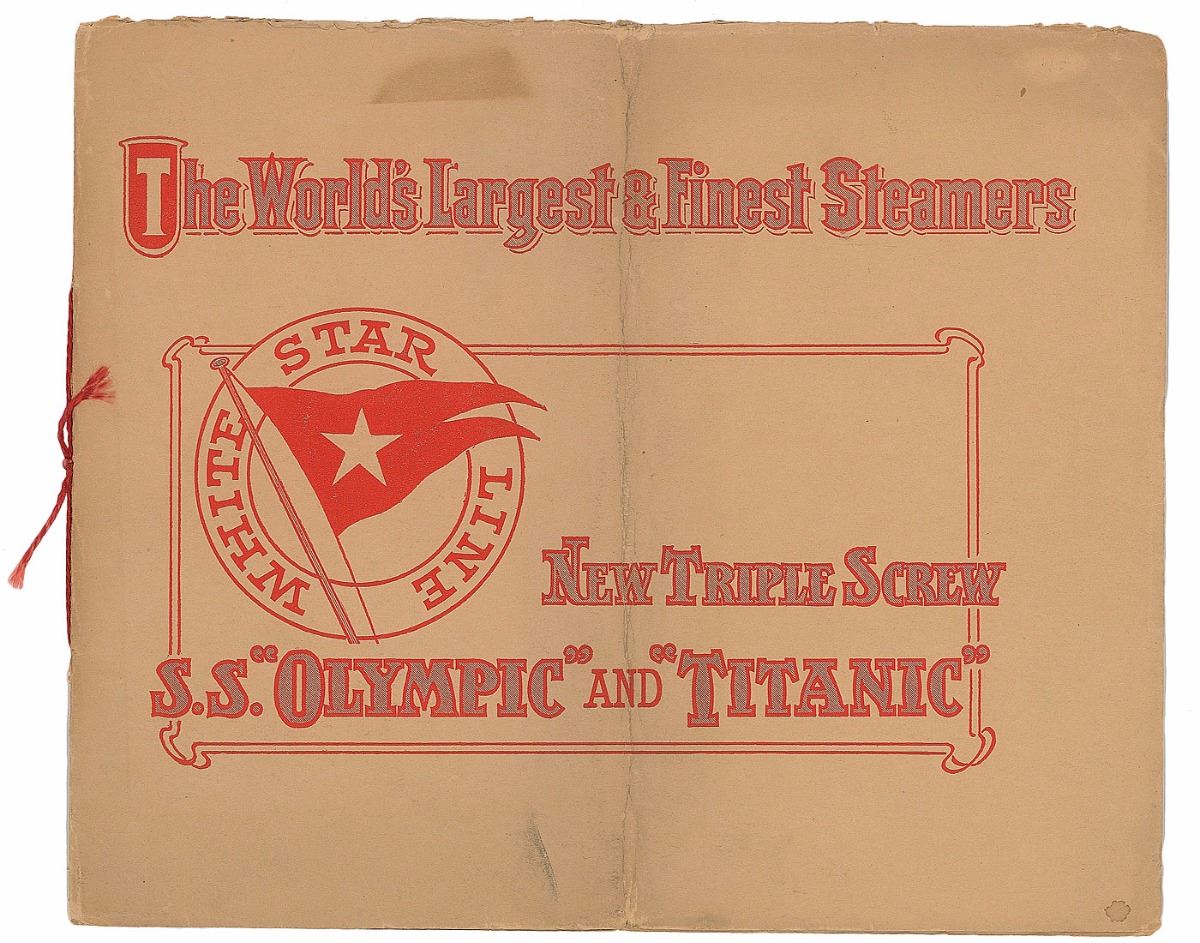 The World's Largest & Finest Steamers
WHITE STAR LINE
NEW TRIPLE SCREW
S.S. "OLYMPIC" AND "TITANIC"